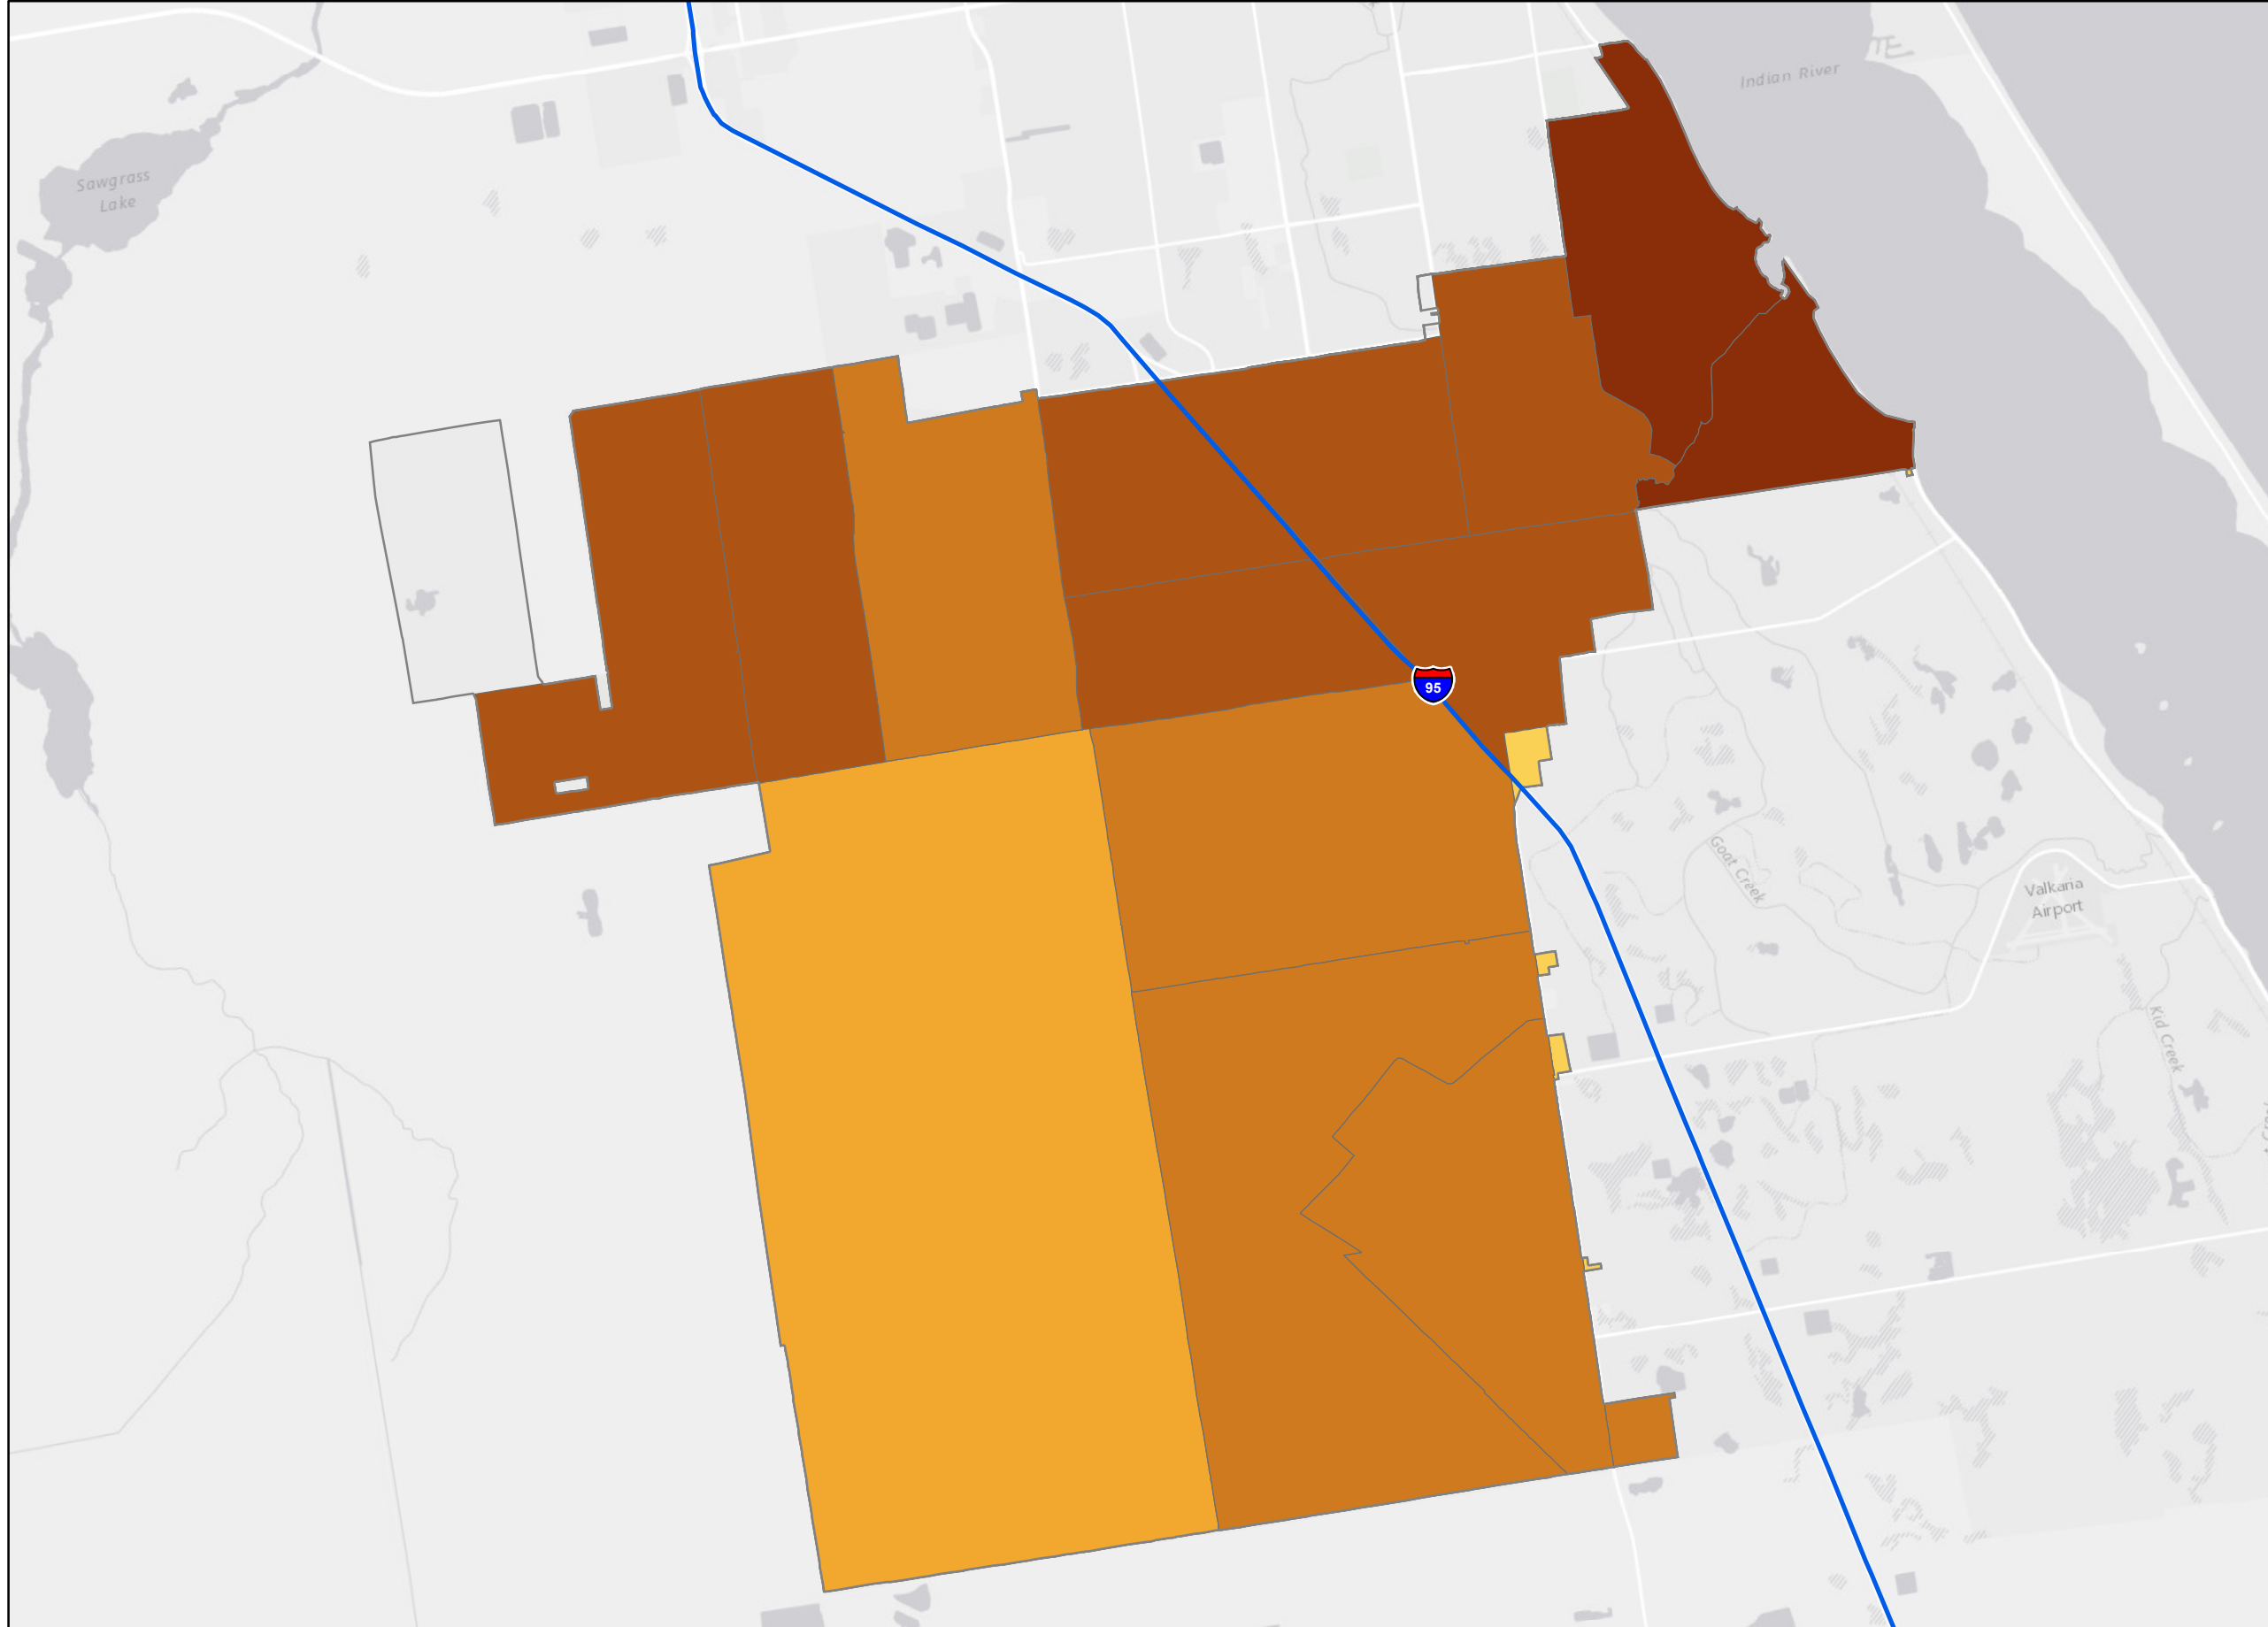 Indian River
Sawgrass
Lake
95
Goat Creek
Valkaria
Airport
Kid Creek